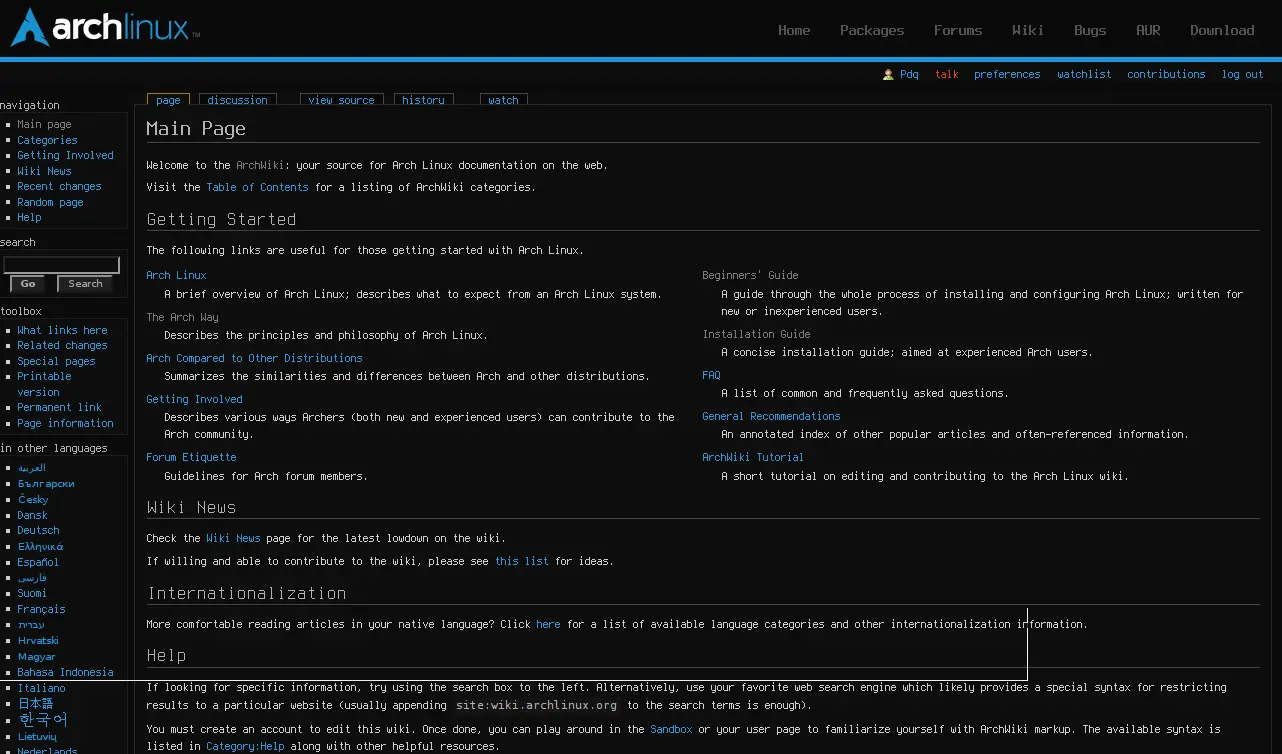 archlinux™
Home Packages Forums Wiki Bugs AUR Download
Pdq talk preferences watchlist contributions log out
page discussion view source history watch
navigation
Main page
Categories
Getting Involved
Wiki News
Recent changes
Random page
Help
search
Go Search
toolbox
What links here
Related changes
Special pages
Printable
version
Permanent link
Page information
in other languages
العربية
Български
Česky
Dansk
Deutsch
Ελληνικά
Español
فارسی
Suomi
Français
עברית
Hrvatski
Magyar
Bahasa Indonesia
Italiano
日本語
한국어
Lietuvių
Nederlands
Main Page
Welcome to the ArchWiki: your source for Arch Linux documentation on the web.
Visit the Table of Contents for a listing of ArchWiki categories.
Getting Started
The following links are useful for those getting started with Arch Linux.
Arch Linux
A brief overview of Arch Linux; describes what to expect from an Arch Linux system.
The Arch Way
Describes the principles and philosophy of Arch Linux.
Arch Compared to Other Distributions
Summarizes the similarities and differences between Arch and other distributions.
Getting Involved
Describes various ways Archers (both new and experienced users) can contribute to the
Arch community.
Forum Etiquette
Guidelines for Arch forum members.
Beginners' Guide
A guide through the whole process of installing and configuring Arch Linux; written for
new or inexperienced users.
Installation Guide
A concise installation guide; aimed at experienced Arch users.
FAQ
A list of common and frequently asked questions.
General Recommendations
An annotated index of other popular articles and often-referenced information.
ArchWiki Tutorial
A short tutorial on editing and contributing to the Arch Linux wiki.
Wiki News
Check the Wiki News page for the latest lowdown on the wiki.
If willing and able to contribute to the wiki, please see this list for ideas.
Internationalization
More comfortable reading articles in your native language? Click here for a list of available language categories and other internationalization information.
Help
If looking for specific information, try using the search box to the left. Alternatively, use your favorite web search engine which likely provides a special syntax for restricting
results to a particular website (usually appending site:wiki.archlinux.org to the search terms is enough).
You must create an account to edit this wiki. Once done, you can play around in the Sandbox or your user page to familiarize yourself with ArchWiki markup. The available syntax is
listed in Category:Help along with other helpful resources.